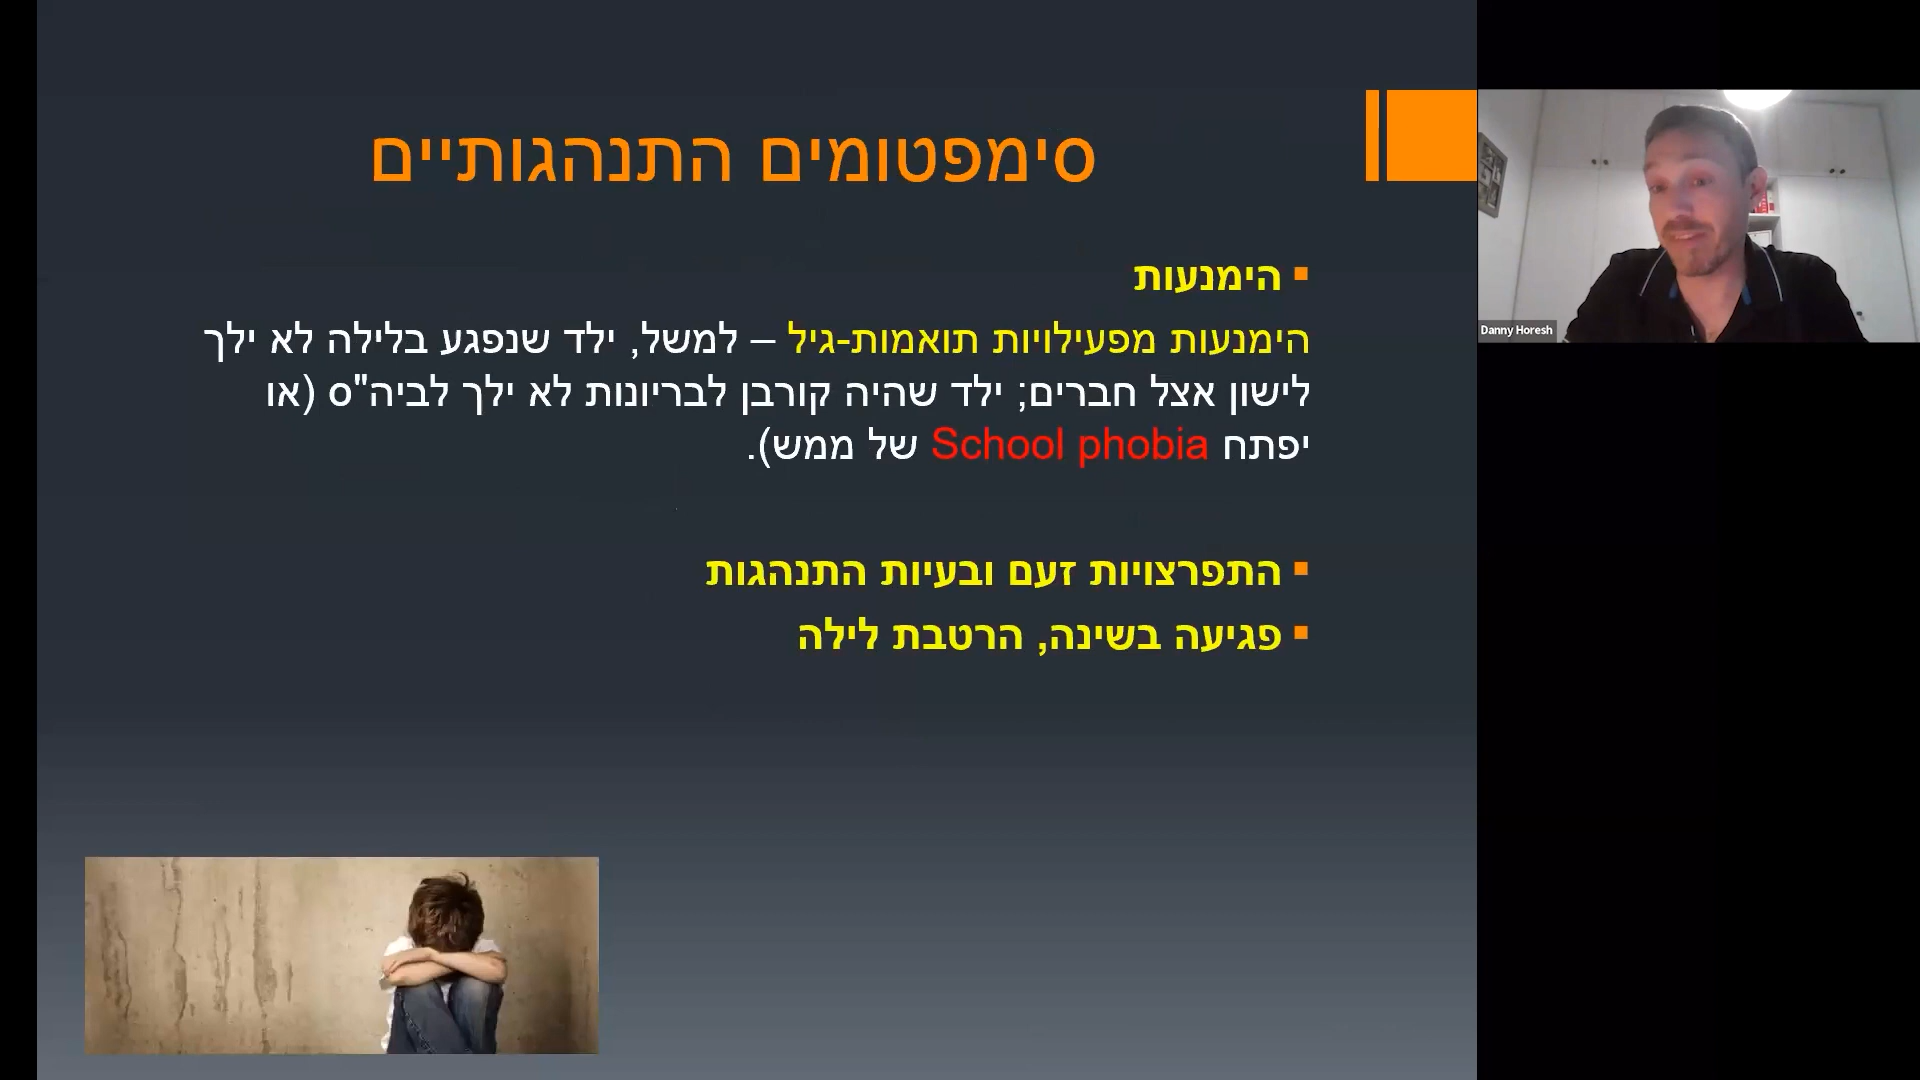 סימפטומים התנהגותיים
הימנעות
הימנעות מפעילויות תואמות-גיל – למשל, ילד שנפגע בלילה לא ילך
לישון אצל חברים; ילד שהיה קורבן לבריונות לא ילך לביה"ס (או
יפתח School phobia של ממש).
התפרצויות זעם ובעיות התנהגות
פגיעה בשינה, הרטבת לילה
Danny Horesh